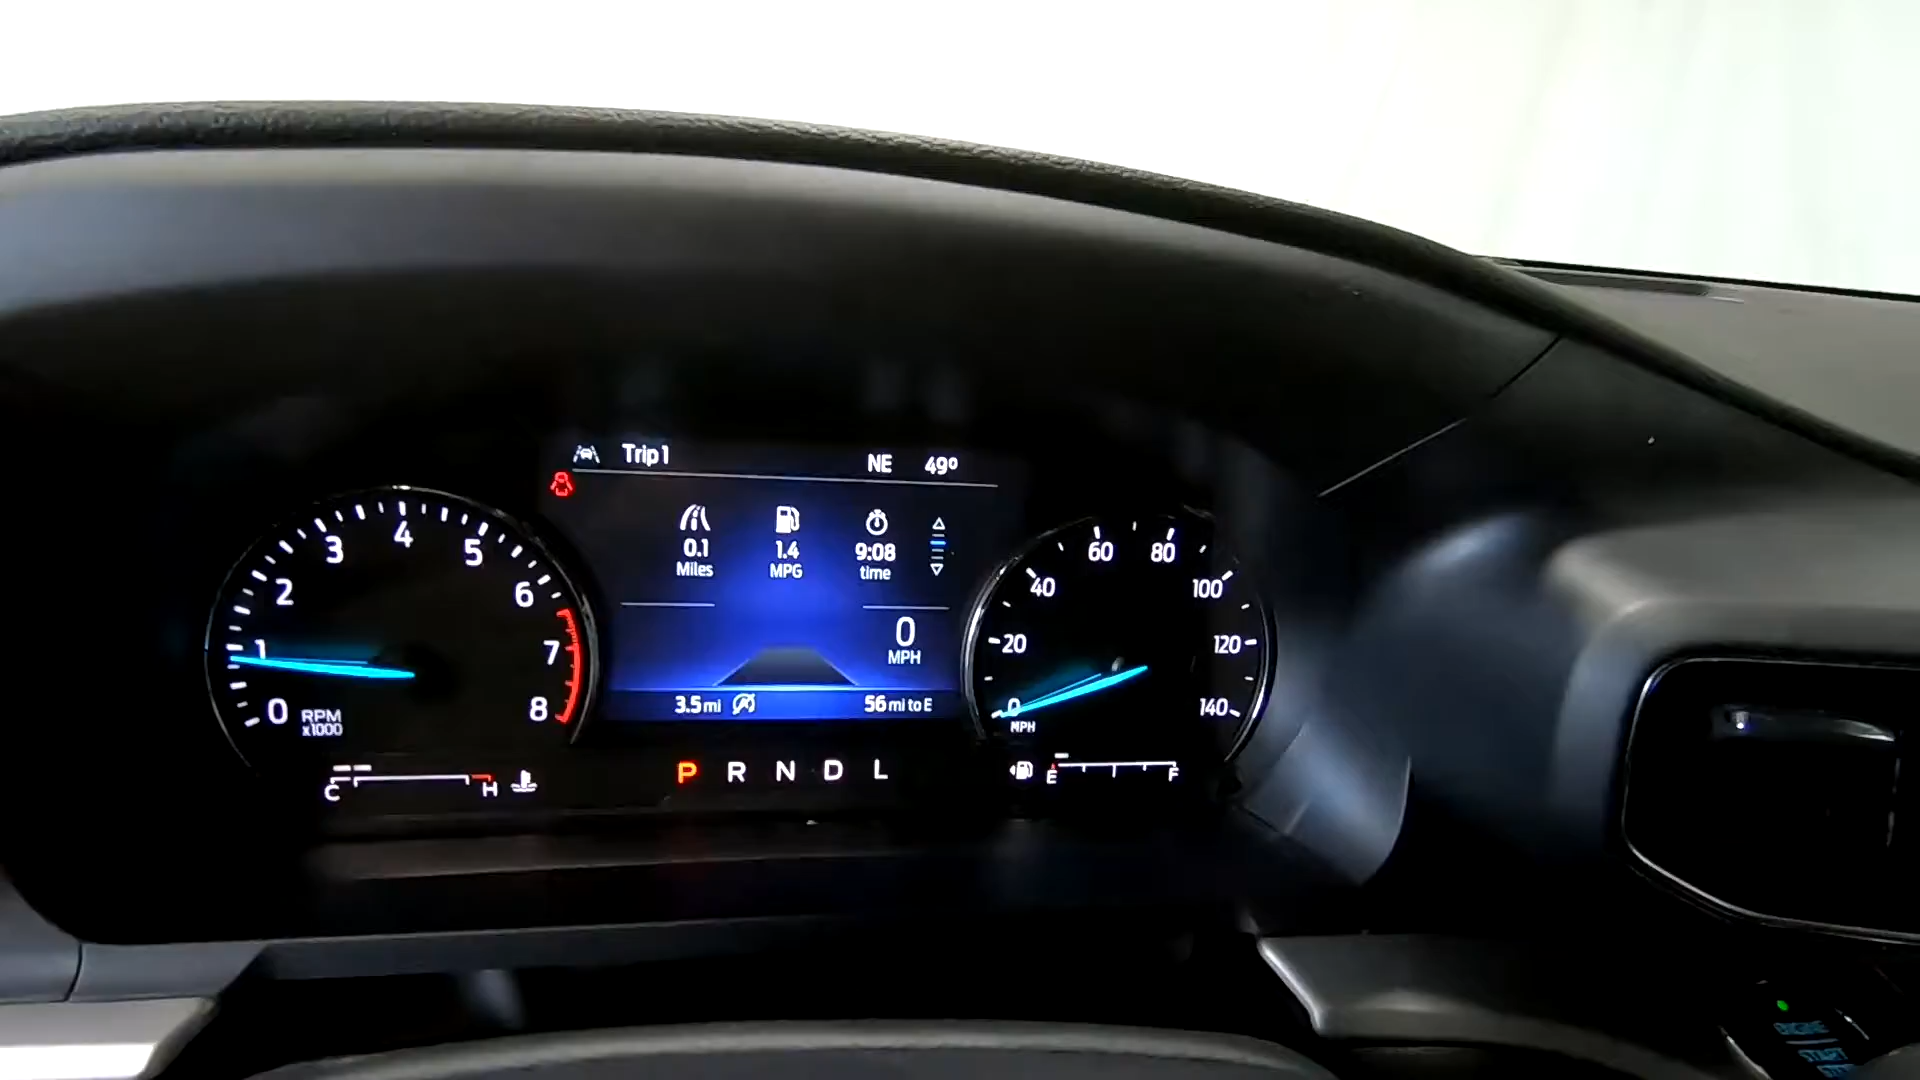 Trip 1
NE 49°
0.1 Miles
1.4 MPG
9:08 time
0 MPH
3.5 mi
56 mi to E
0 1 2 3 4 5 6 7 8
RPM x1000
0 20 40 60 80 100 120 140
MPH
C H
P R N D L
E F
ENGINE
START